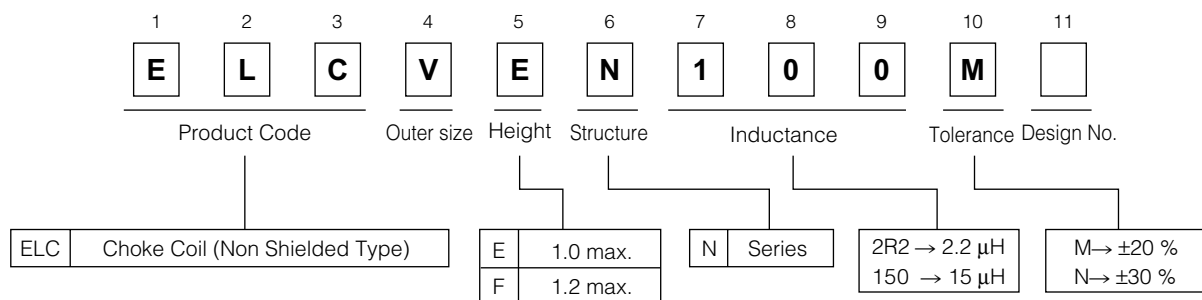 1 2 3 4 5 6 7 8 9 10 11
E L C V E N 1 0 0 M
Product Code Outer size Height Structure Inductance Tolerance Design No.
ELC Choke Coil (Non Shielded Type)
E 1.0 max.
F 1.2 max.
N Series
2R2 → 2.2 μH
150 → 15 μH
M→ ±20 %
N→ ±30 %